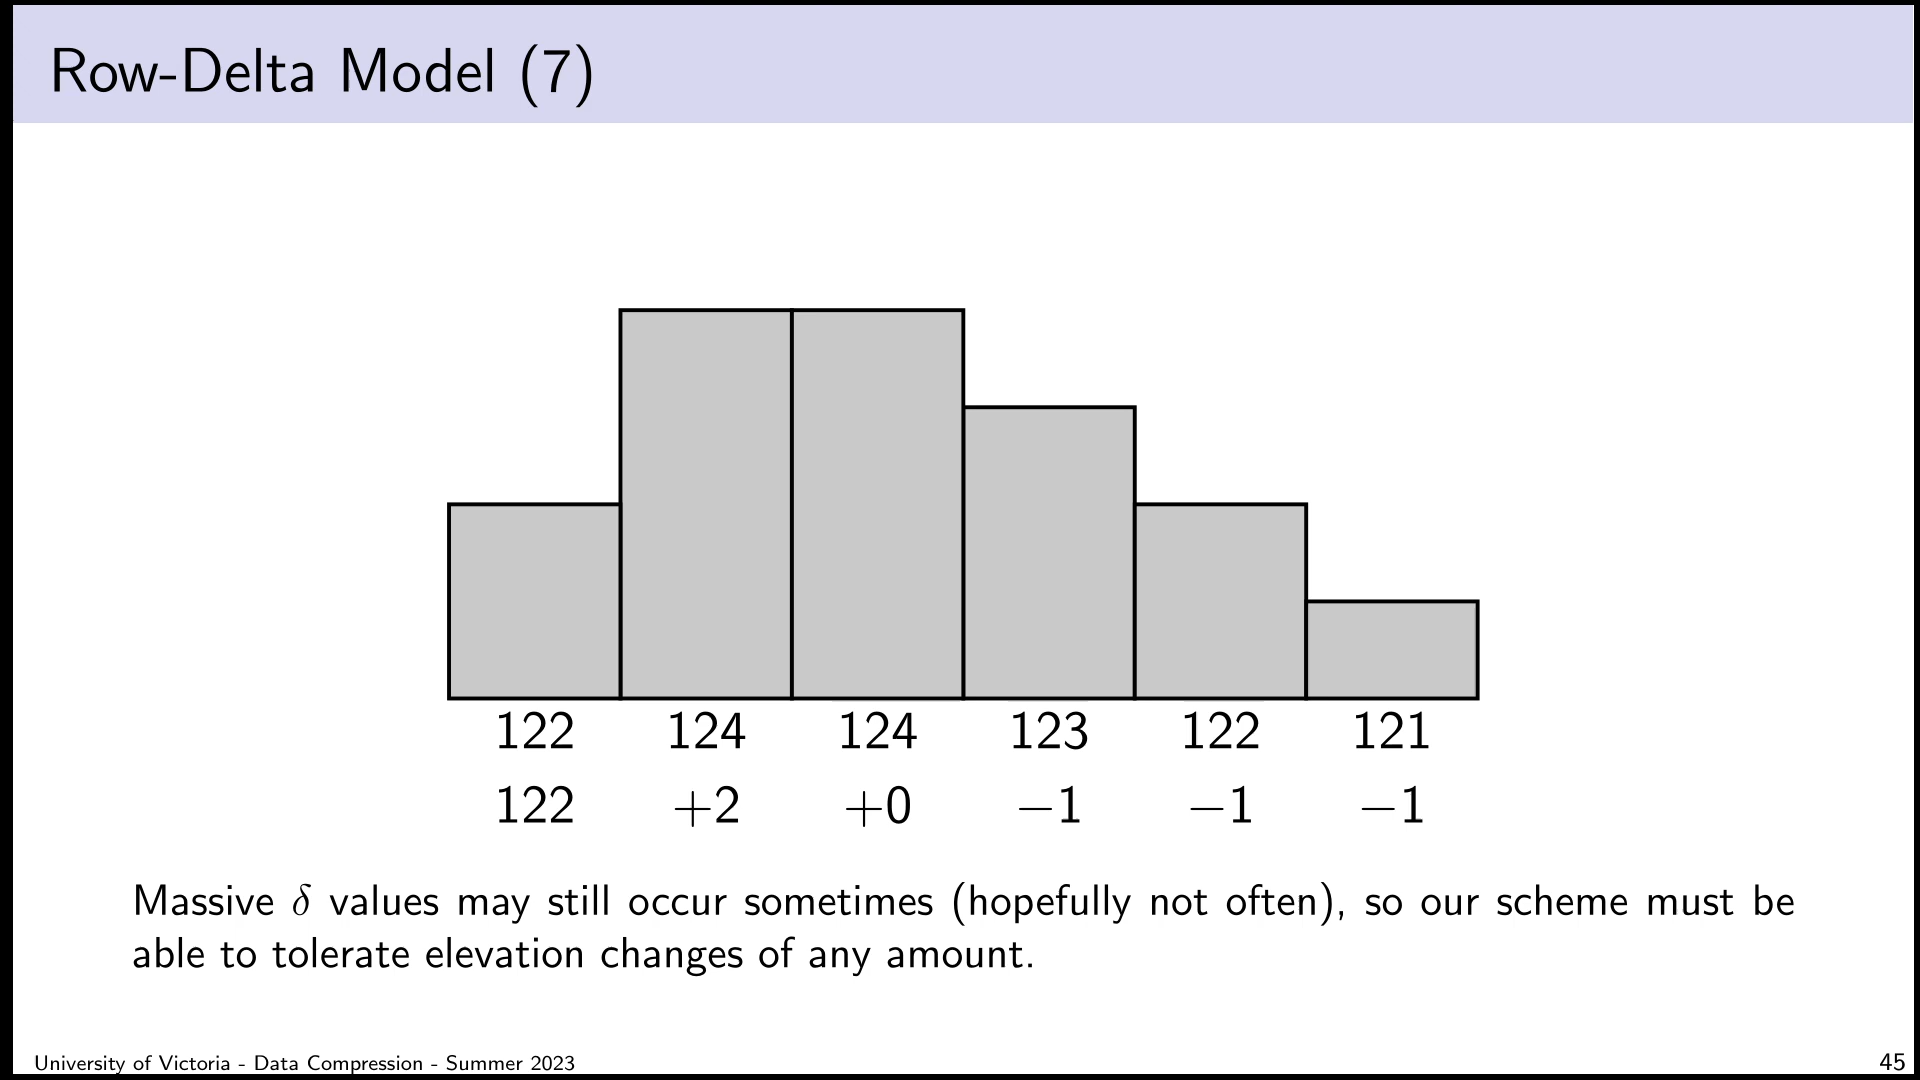 Row-Delta Model (7)
122 124 124 123 122 121
122 +2 +0 −1 −1 −1
Massive δ values may still occur sometimes (hopefully not often), so our scheme must be
able to tolerate elevation changes of any amount.
University of Victoria - Data Compression - Summer 2023 45